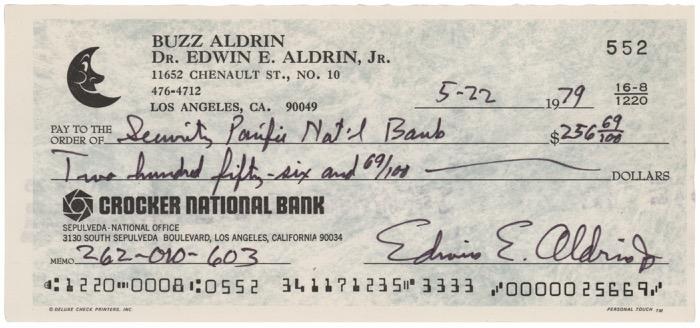 BUZZ ALDRIN
DR. EDWIN E. ALDRIN, JR.
552
11652 CHENAULT ST., NO. 10
476-4712
LOS ANGELES, CA. 90049
5-22 1979
16-8
1220
PAY TO THE
ORDER OF Security Pacific Nat'l Bank $256 69/100
Two hundred fifty-six and 69/100 DOLLARS
CROCKER NATIONAL BANK
SEPULVEDA-NATIONAL OFFICE
3130 SOUTH SEPULVEDA BOULEVARD, LOS ANGELES, CALIFORNIA 90034
MEMO 262-010-603
Edwin E. Aldrin Jr
⑆1220⑉0008⑆0552 341171235⑈ 3333 ⑈0000025669⑈
© DELUXE CHECK PRINTERS, INC.
PERSONAL TOUCH TM